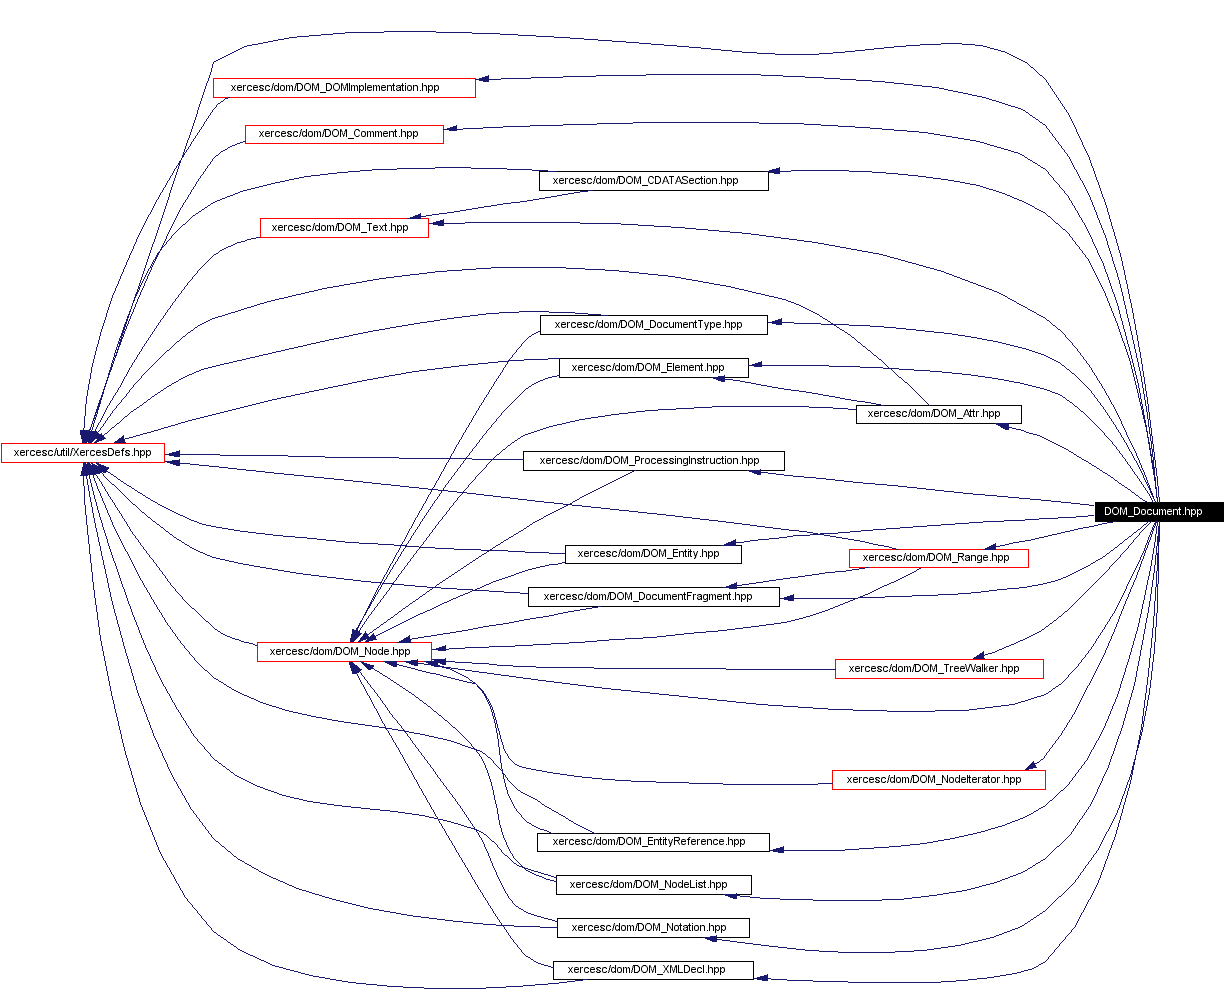 xercesc/dom/DOM_DOMImplementation.hpp
xercesc/dom/DOM_Comment.hpp
xercesc/dom/DOM_CDATASection.hpp
xercesc/dom/DOM_Text.hpp
xercesc/dom/DOM_DocumentType.hpp
xercesc/dom/DOM_Element.hpp
xercesc/dom/DOM_Attr.hpp
xercesc/util/XercesDefs.hpp
xercesc/dom/DOM_ProcessingInstruction.hpp
DOM_Document.hpp
xercesc/dom/DOM_Entity.hpp
xercesc/dom/DOM_Range.hpp
xercesc/dom/DOM_DocumentFragment.hpp
xercesc/dom/DOM_Node.hpp
xercesc/dom/DOM_TreeWalker.hpp
xercesc/dom/DOM_NodeIterator.hpp
xercesc/dom/DOM_EntityReference.hpp
xercesc/dom/DOM_NodeList.hpp
xercesc/dom/DOM_Notation.hpp
xercesc/dom/DOM_XMLDecl.hpp